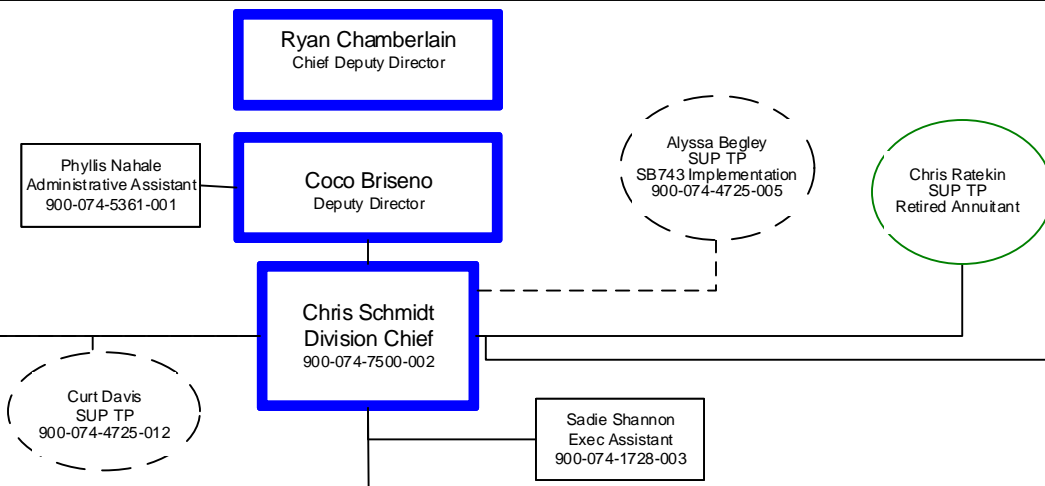 Ryan Chamberlain
Chief Deputy Director
Phyllis Nahale
Administrative Assistant
900-074-5361-001
Coco Briseno
Deputy Director
Alyssa Begley
SUP TP
SB743 Implementation
900-074-4725-005
Chris Ratekin
SUP TP
Retired Annuitant
Chris Schmidt
Division Chief
900-074-7500-002
Curt Davis
SUP TP
900-074-4725-012
Sadie Shannon
Exec Assistant
900-074-1728-003